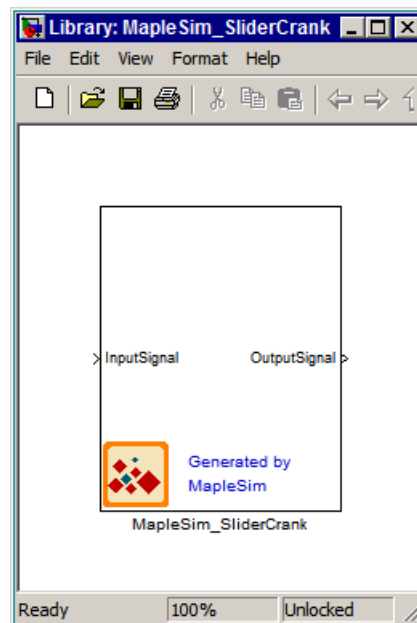 Library: MapleSim_SliderCrank
File Edit View Format Help
InputSignal OutputSignal
Generated by
MapleSim
MapleSim_SliderCrank
Ready 100% Unlocked